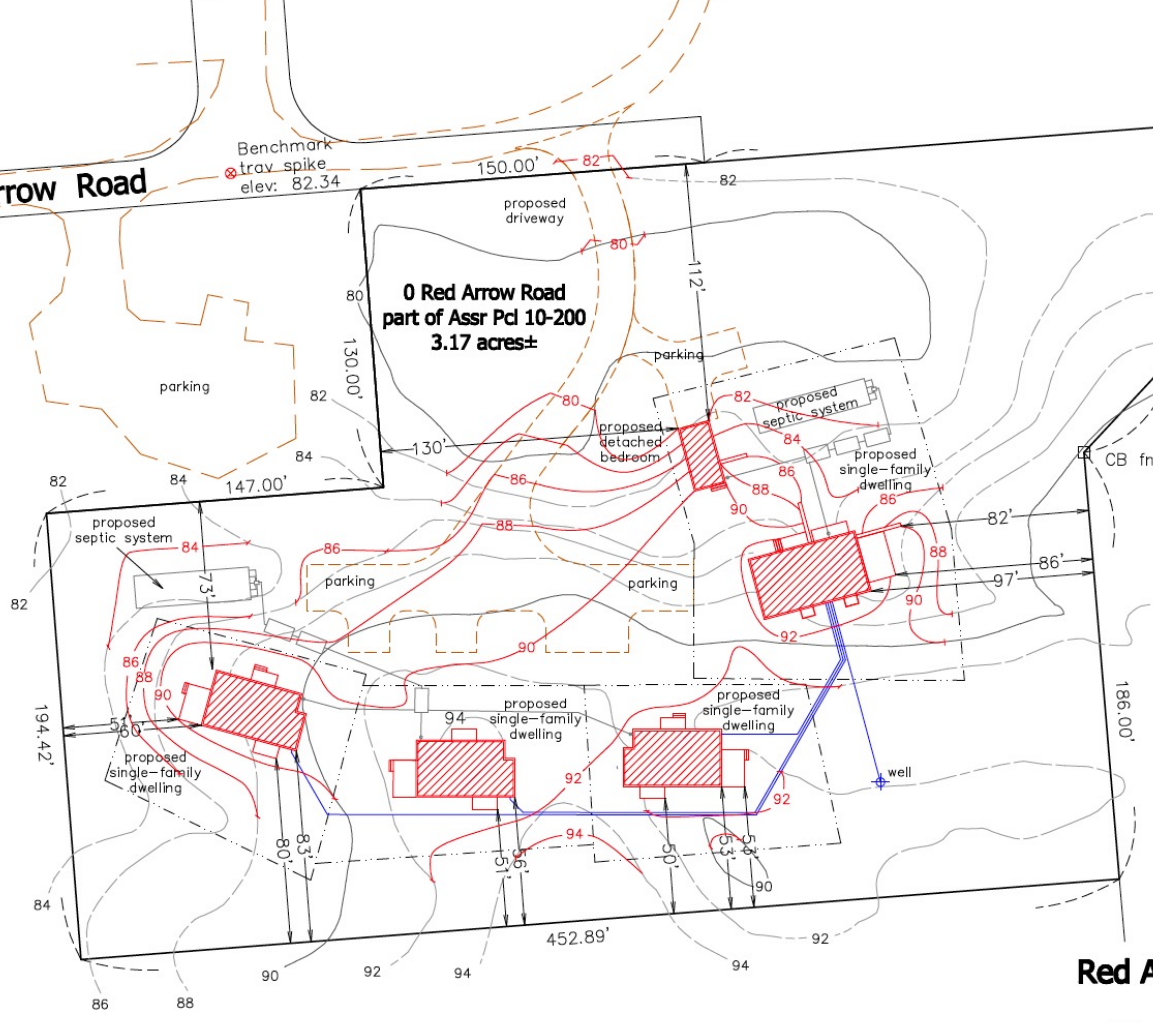 Benchmark
trav spike
elev: 82.34
rrow Road
150.00'
82
82
proposed
driveway
80
112'
80
0 Red Arrow Road
part of Assr Pcl 10-200
3.17 acres±
130.00'
parking
parking
82
80
82
proposed
septic system
130'
proposed
detached
bedroom
84
84
proposed
single-family
dwelling
CB fn
86
86
88
86
90
82
84
147.00'
82'
proposed
septic system
88
84
86
88
86'
97'
73'
parking
parking
82
90
92
90
86
88
90
194.42'
51'
60'
94
proposed
single-family
dwelling
proposed
single-family
dwelling
186.00'
proposed
single-family
dwelling
92
well
92
94
80'
83'
51'
56'
50'
53'
53'
90
84
452.89'
92
90
92
94
94
86
88
Red A